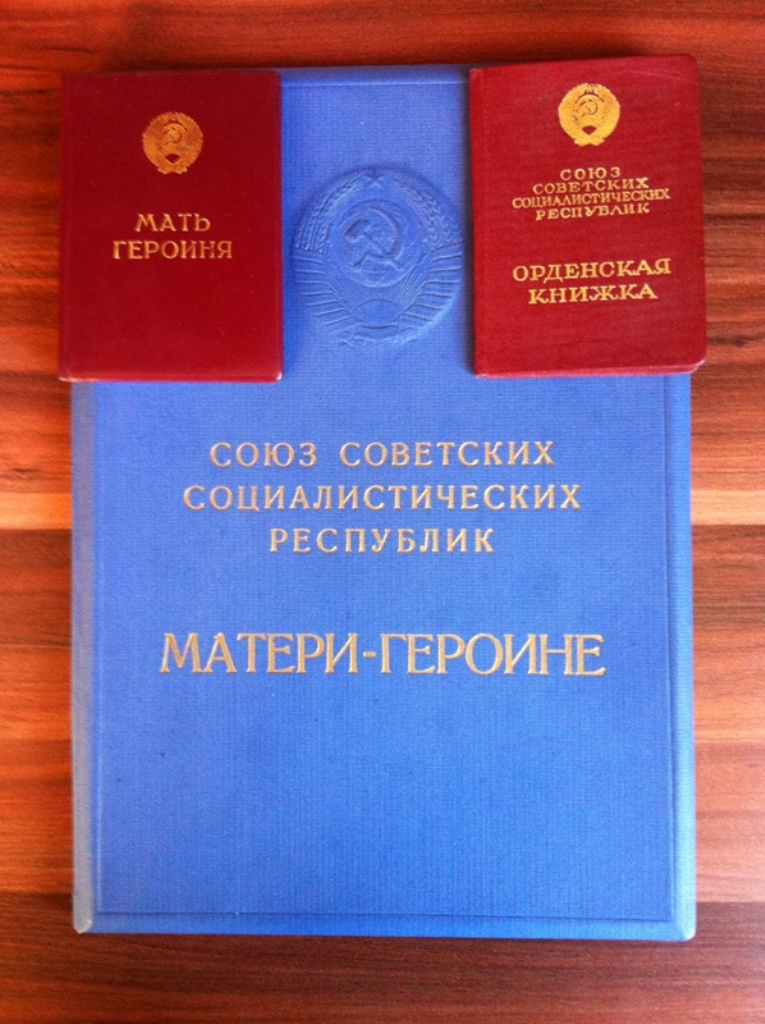 МАТЬ
ГЕРОИНЯ
СОЮЗ
СОВЕТСКИХ
СОЦИАЛИСТИЧЕСКИХ
РЕСПУБЛИК
ОРДЕНСКАЯ
КНИЖКА
СОЮЗ СОВЕТСКИХ
СОЦИАЛИСТИЧЕСКИХ
РЕСПУБЛИК
МАТЕРИ-ГЕРОИНЕ